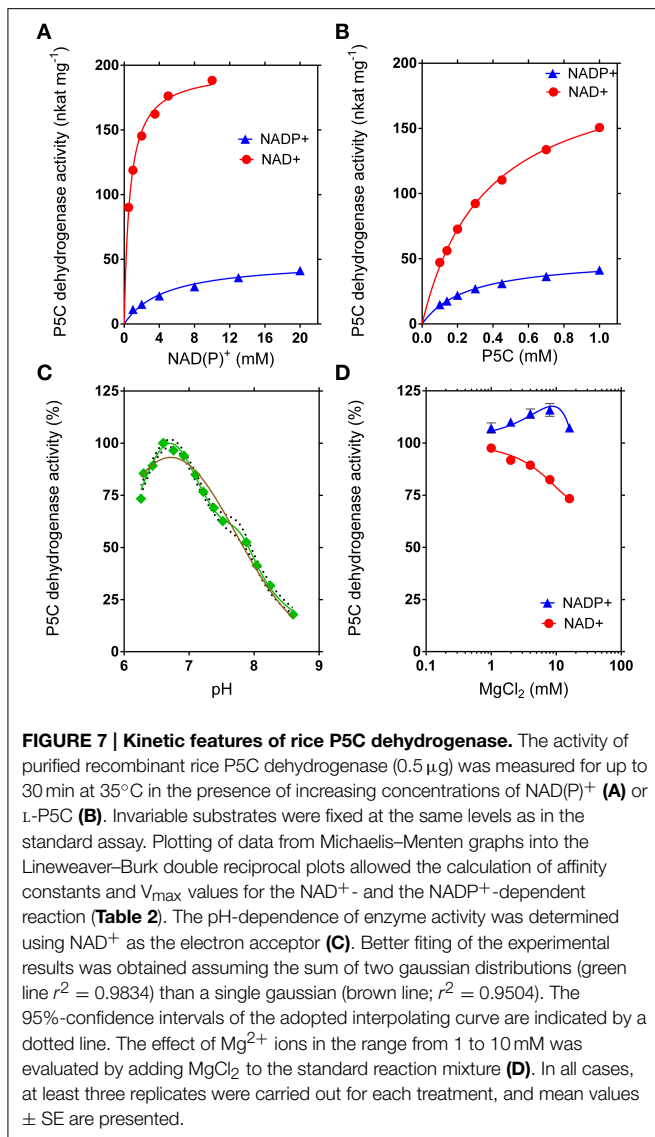 A
B
P5C dehydrogenase activity (nkat mg⁻¹)
200
150
100
50
0
0 4 8 12 16 20
NAD(P)⁺ (mM)
NADP+
NAD+
P5C dehydrogenase activity (nkat mg⁻¹)
200
150
100
50
0
0.0 0.2 0.4 0.6 0.8 1.0
P5C (mM)
NADP+
NAD+
C
D
P5C dehydrogenase activity (%)
125
100
75
50
25
0
6 7 8 9
pH
P5C dehydrogenase activity (%)
125
100
75
50
25
0
0.1 1 10 100
MgCl₂ (mM)
NADP+
NAD+
FIGURE 7 | Kinetic features of rice P5C dehydrogenase. The activity of
purified recombinant rice P5C dehydrogenase (0.5 μg) was measured for up to
30 min at 35°C in the presence of increasing concentrations of NAD(P)⁺ (A) or
L-P5C (B). Invariable substrates were fixed at the same levels as in the
standard assay. Plotting of data from Michaelis–Menten graphs into the
Lineweaver–Burk double reciprocal plots allowed the calculation of affinity
constants and Vmax values for the NAD⁺- and the NADP⁺-dependent
reaction (Table 2). The pH-dependence of enzyme activity was determined
using NAD⁺ as the electron acceptor (C). Better fiting of the experimental
results was obtained assuming the sum of two gaussian distributions (green
line r² = 0.9834) than a single gaussian (brown line; r² = 0.9504). The
95%-confidence intervals of the adopted interpolating curve are indicated by a
dotted line. The effect of Mg²⁺ ions in the range from 1 to 10 mM was
evaluated by adding MgCl₂ to the standard reaction mixture (D). In all cases,
at least three replicates were carried out for each treatment, and mean values
± SE are presented.